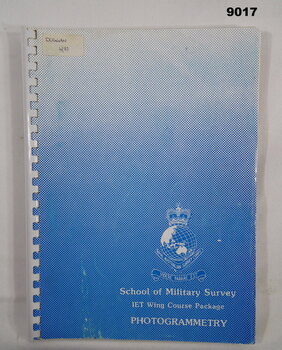 9017
School of Military Survey
IET Wing Course Package
PHOTOGRAMMETRY